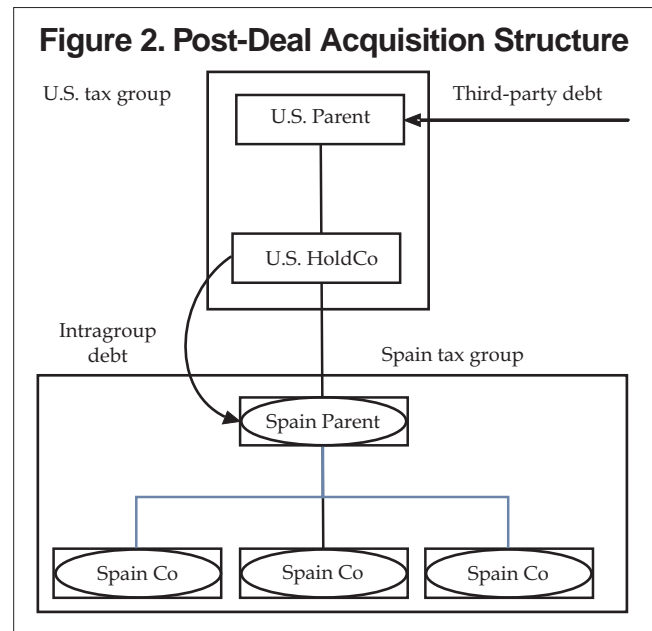 Figure 2. Post-Deal Acquisition Structure
U.S. tax group
Third-party debt
U.S. Parent
U.S. HoldCo
Intragroup
debt
Spain tax group
Spain Parent
Spain Co
Spain Co
Spain Co